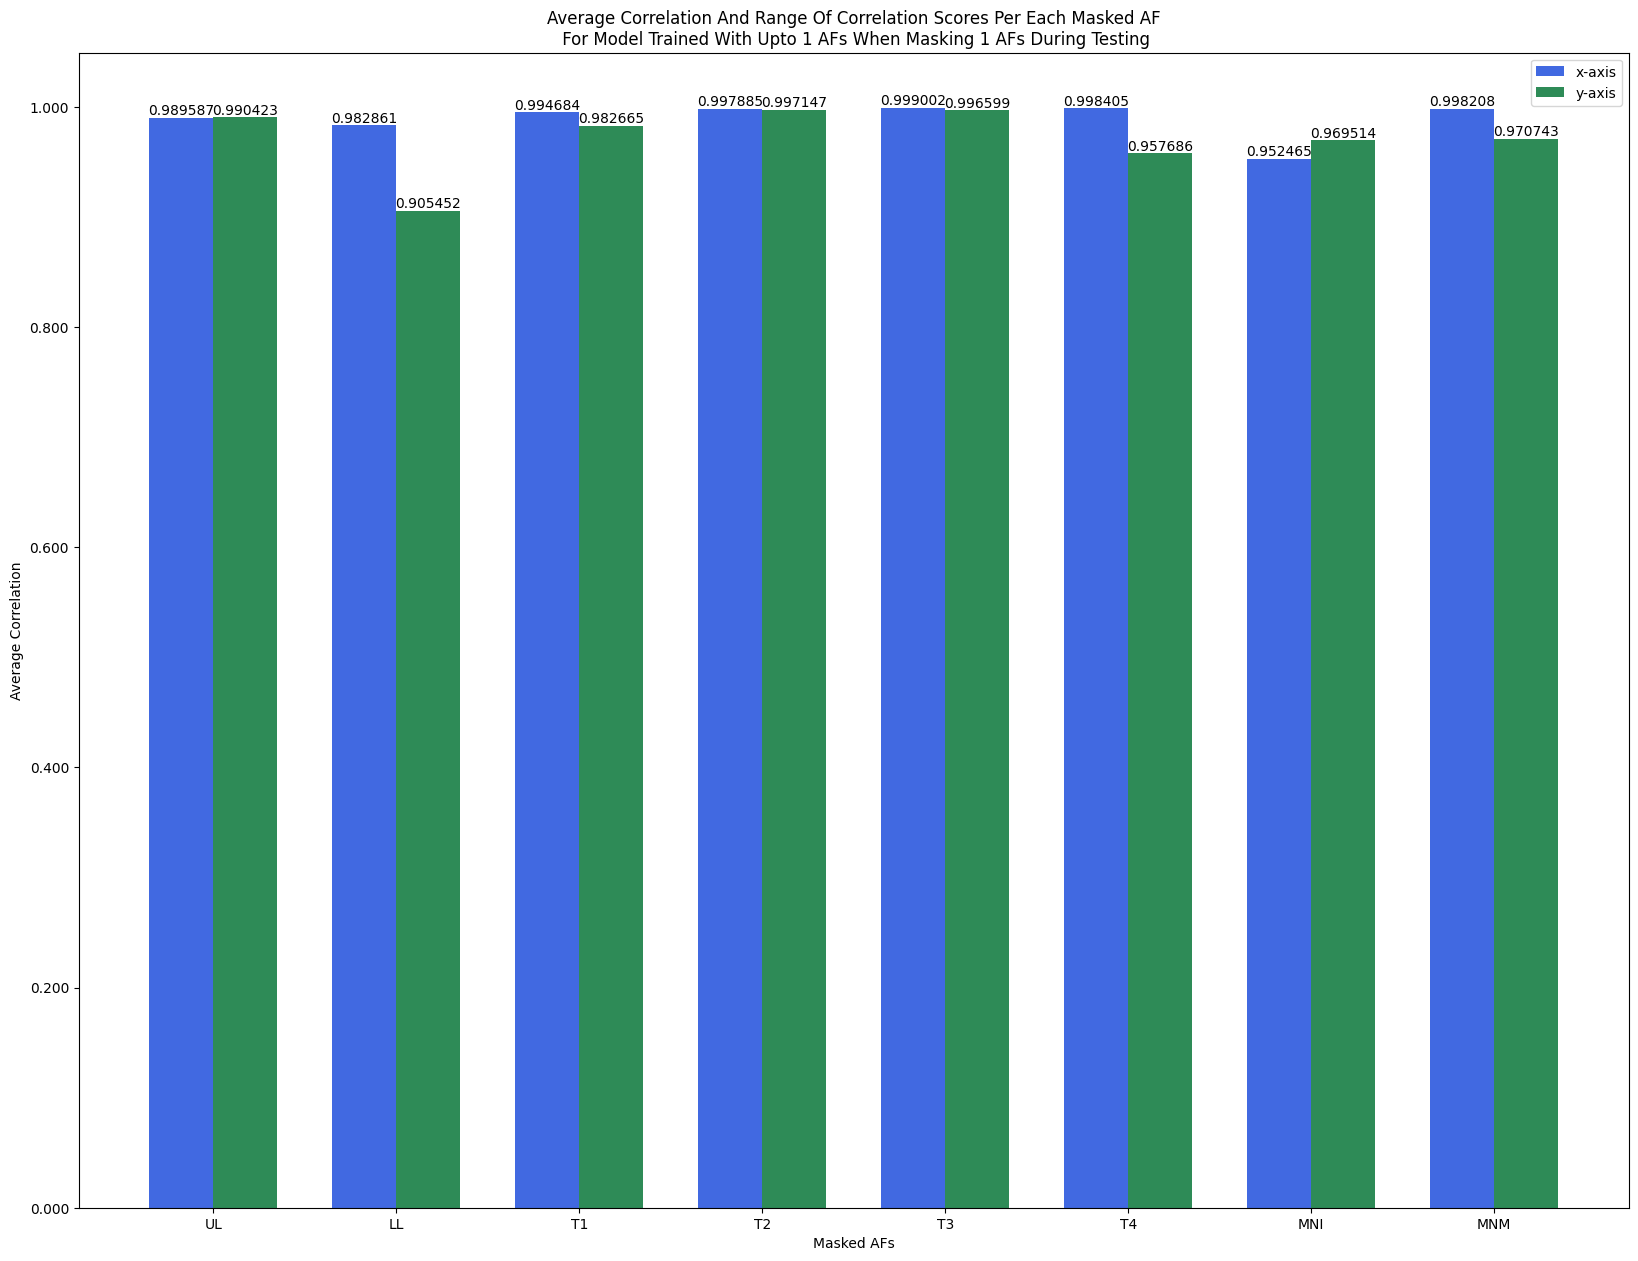 Average Correlation And Range Of Correlation Scores Per Each Masked AF
For Model Trained With Upto 1 AFs When Masking 1 AFs During Testing
x-axis
y-axis
Average Correlation
1.000
0.800
0.600
0.400
0.200
0.000
0.989587 0.990423
0.982861 0.905452
0.994684 0.982665
0.997885 0.997147
0.999002 0.996599
0.998405 0.957686
0.952465 0.969514
0.998208 0.970743
UL LL T1 T2 T3 T4 MNI MNM
Masked AFs